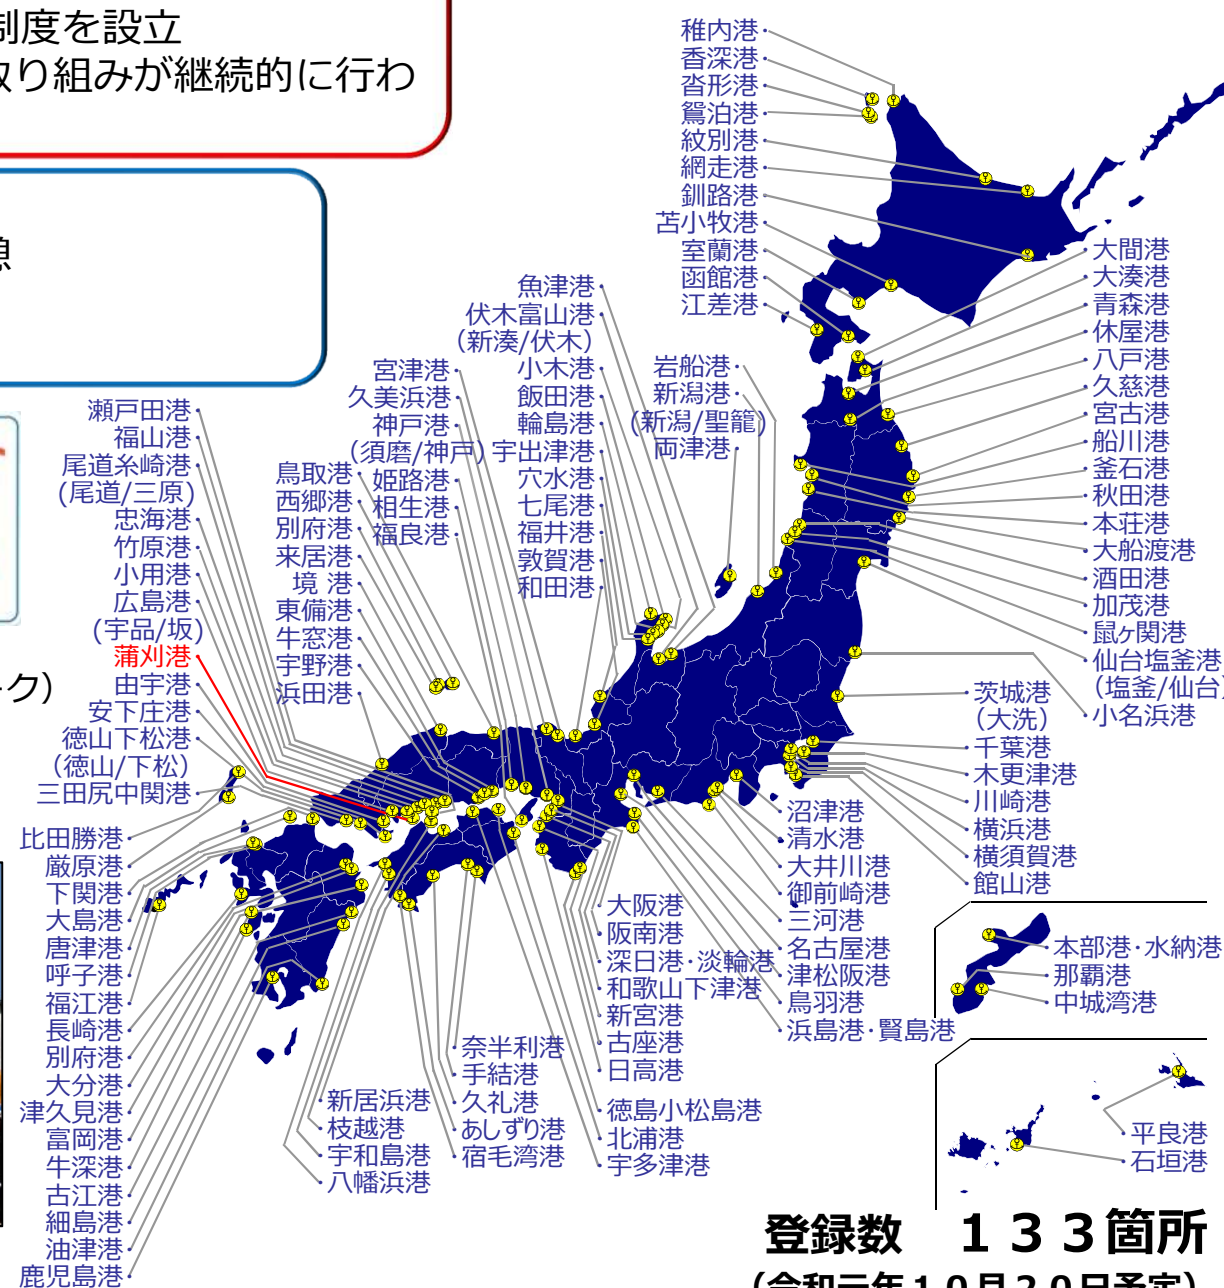 制度を設立
取り組みが継続的に行わ
憩
ーク）
稚内港
香深港
沓形港
鴛泊港
紋別港
網走港
釧路港
苫小牧港
室蘭港
函館港
江差港
大間港
大湊港
青森港
休屋港
八戸港
久慈港
宮古港
船川港
釜石港
秋田港
本荘港
大船渡港
酒田港
加茂港
鼠ヶ関港
仙台塩釜港
(塩釜/仙台)
小名浜港
魚津港
伏木富山港
(新湊/伏木)
小木港
飯田港
輪島港
宇出津港
穴水港
七尾港
福井港
敦賀港
和田港
岩船港
新潟港
(新潟/聖籠)
両津港
宮津港
久美浜港
神戸港
(須磨/神戸)
姫路港
相生港
福良港
鳥取港
西郷港
別府港
来居港
境 港
東備港
牛窓港
宇野港
浜田港
瀬戸田港
福山港
尾道糸崎港
(尾道/三原)
忠海港
竹原港
小用港
広島港
(宇品/坂)
蒲刈港
由宇港
安下庄港
徳山下松港
(徳山/下松)
三田尻中関港
比田勝港
厳原港
下関港
大島港
唐津港
呼子港
福江港
長崎港
別府港
大分港
津久見港
富岡港
牛深港
古江港
細島港
油津港
鹿児島港
新居浜港
枝越港
宇和島港
八幡浜港
奈半利港
手結港
久礼港
あしずり港
宿毛湾港
大阪港
阪南港
深日港・淡輪港
和歌山下津港
新宮港
古座港
日高港
徳島小松島港
北浦港
宇多津港
茨城港
(大洗)
千葉港
木更津港
川崎港
横浜港
横須賀港
館山港
沼津港
清水港
大井川港
御前崎港
三河港
名古屋港
津松阪港
鳥羽港
浜島港・賢島港
本部港・水納港
那覇港
中城湾港
平良港
石垣港
登録数　１３３箇所
(令和元年１０月２０日予定)